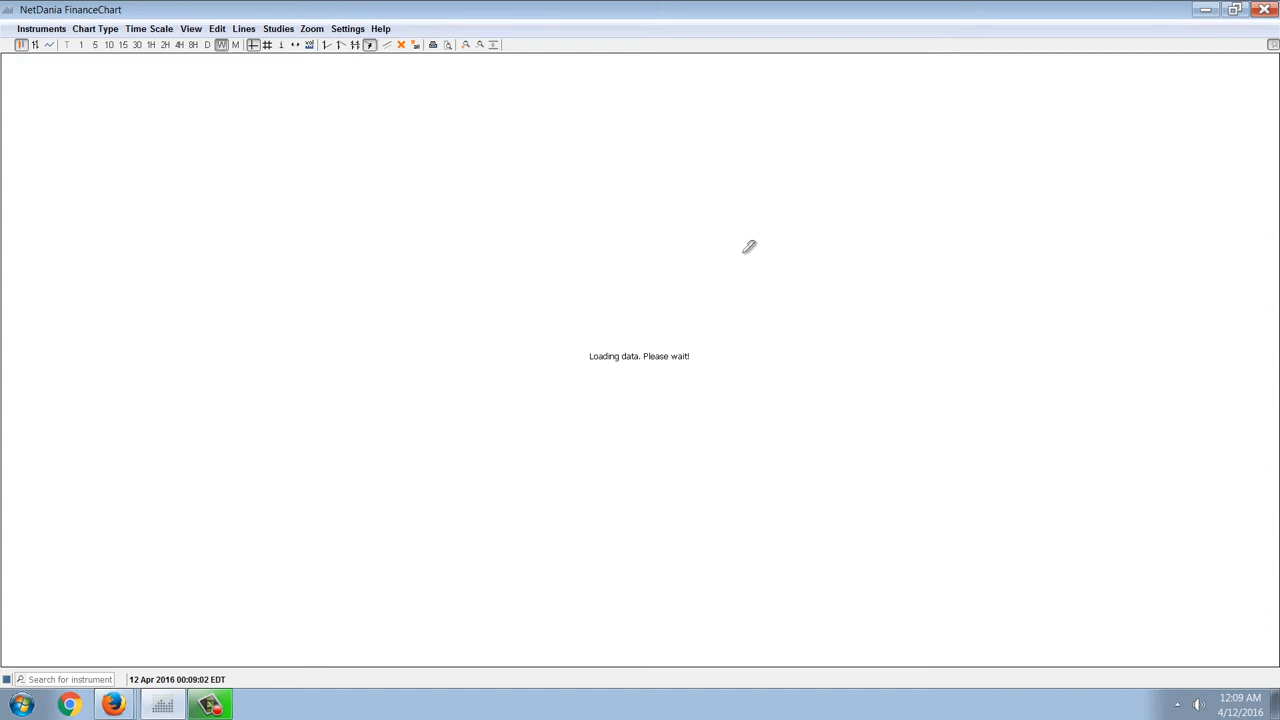 NetDania FinanceChart
Instruments Chart Type Time Scale View Edit Lines Studies Zoom Settings Help
T 1 5 10 15 30 1H 2H 4H 8H D W M
Loading data. Please wait!
Search for instrument 12 Apr 2016 00:09:02 EDT
12:09 AM
4/12/2016